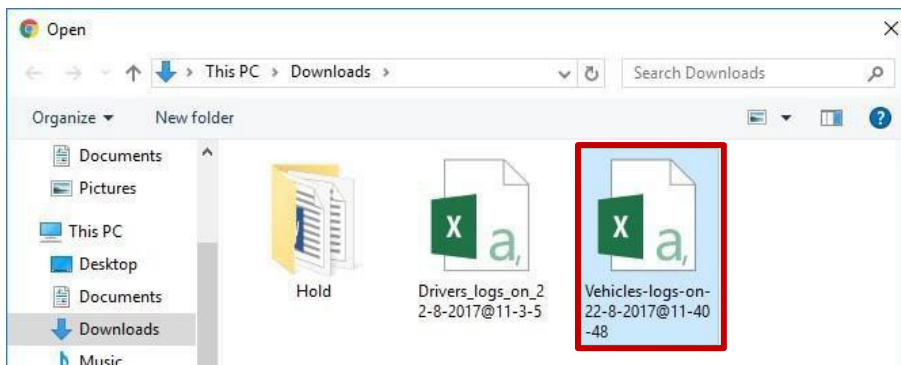 Open
This PC > Downloads >
Search Downloads
Organize
New folder
Documents
Pictures
This PC
Desktop
Documents
Downloads
Music
Hold
Drivers_logs_on_2
2-8-2017@11-3-5
Vehicles-logs-on-
22-8-2017@11-40
-48